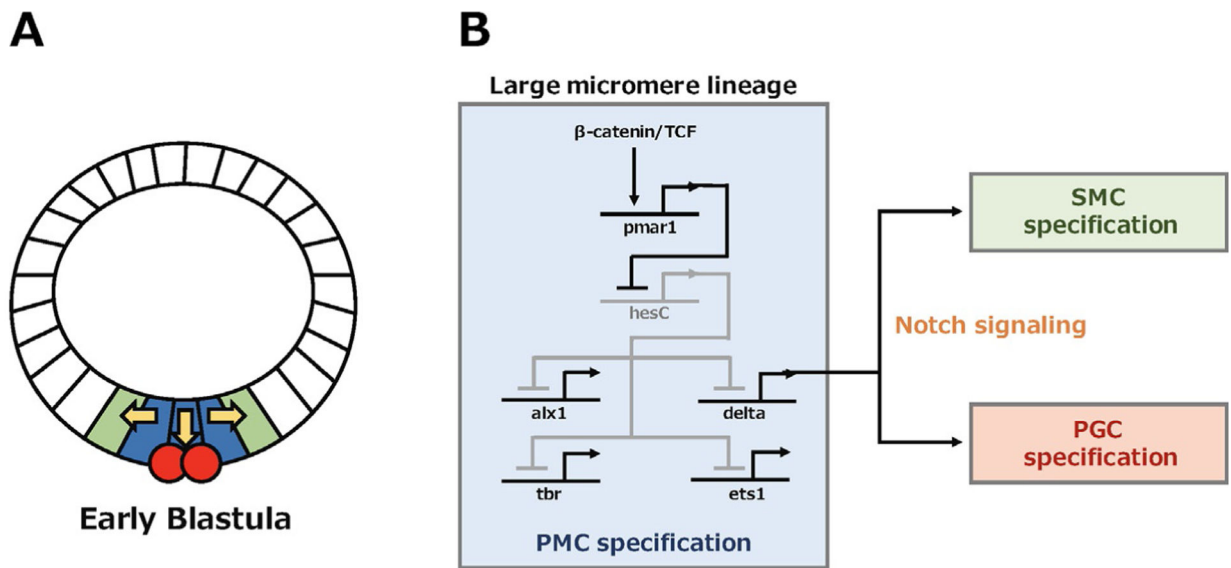 A
Early Blastula
B
Large micromere lineage
β-catenin/TCF
pmar1
hesC
alx1
delta
tbr
ets1
PMC specification
Notch signaling
SMC
specification
PGC
specification